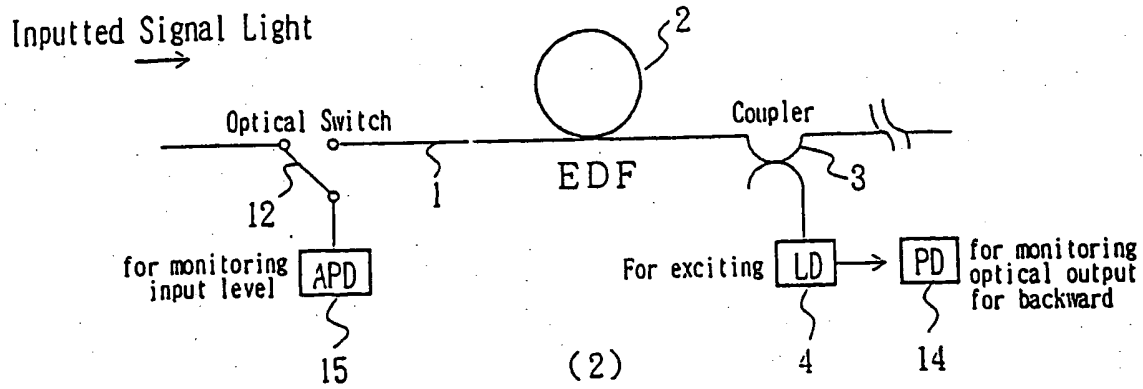 Inputted Signal Light
2
Optical Switch
Coupler
EDF
1
3
12
for monitoring
input level
APD
For exciting
LD
PD
for monitoring
optical output
for backward
15
(2)
4
14